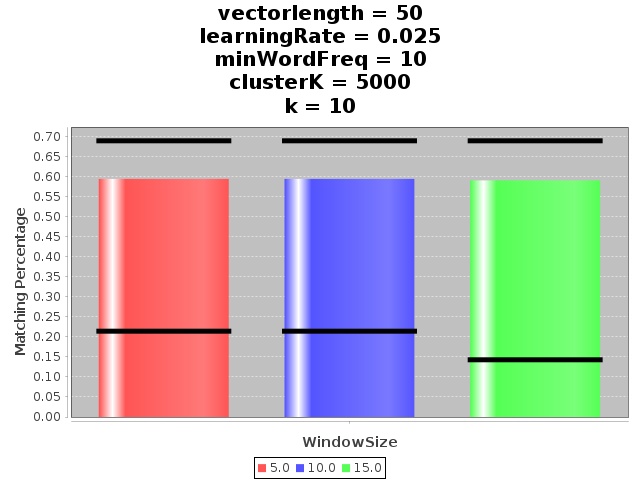 vectorlength = 50
learningRate = 0.025
minWordFreq = 10
clusterK = 5000
k = 10
Matching Percentage
0.70
0.65
0.60
0.55
0.50
0.45
0.40
0.35
0.30
0.25
0.20
0.15
0.10
0.05
0.00
WindowSize
5.0 10.0 15.0